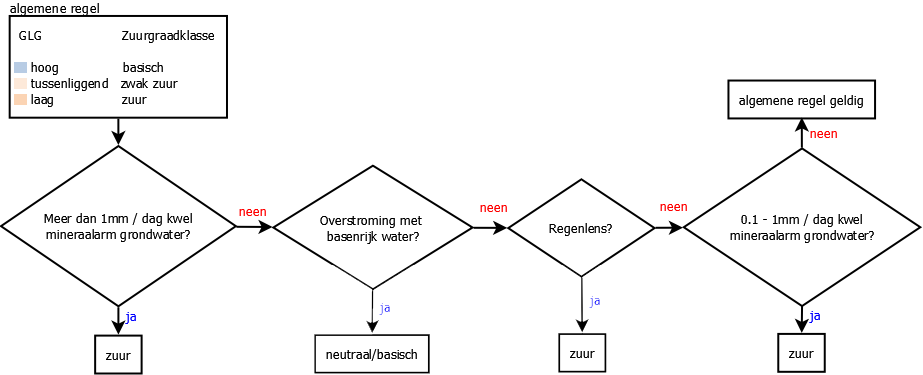 algemene regel
GLG Zuurgraadklasse
hoog basisch
tussenliggend zwak zuur
laag zuur
Meer dan 1mm / dag kwel
mineraalarm grondwater?
neen
ja
zuur
Overstroming met
basenrijk water?
neen
ja
neutraal/basisch
Regenlens?
neen
ja
zuur
0.1 - 1mm / dag kwel
mineraalarm grondwater?
neen
algemene regel geldig
ja
zuur